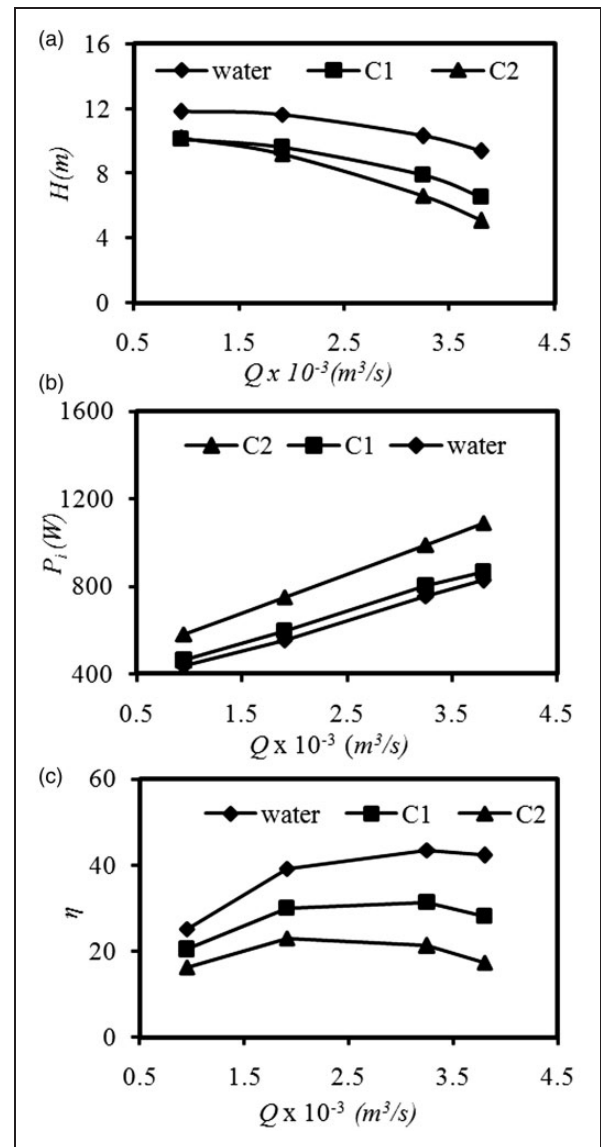 (a)
16
water C1 C2
12
H(m)
8
4
0
0.5 1.5 2.5 3.5 4.5
Q x 10⁻³(m³/s)
(b)
1600
C2 C1 water
1200
Pᵢ(W)
800
400
0.5 1.5 2.5 3.5 4.5
Q x 10⁻³ (m³/s)
(c)
60
water C1 C2
40
η
20
0
0.5 1.5 2.5 3.5 4.5
Q x 10⁻³ (m³/s)